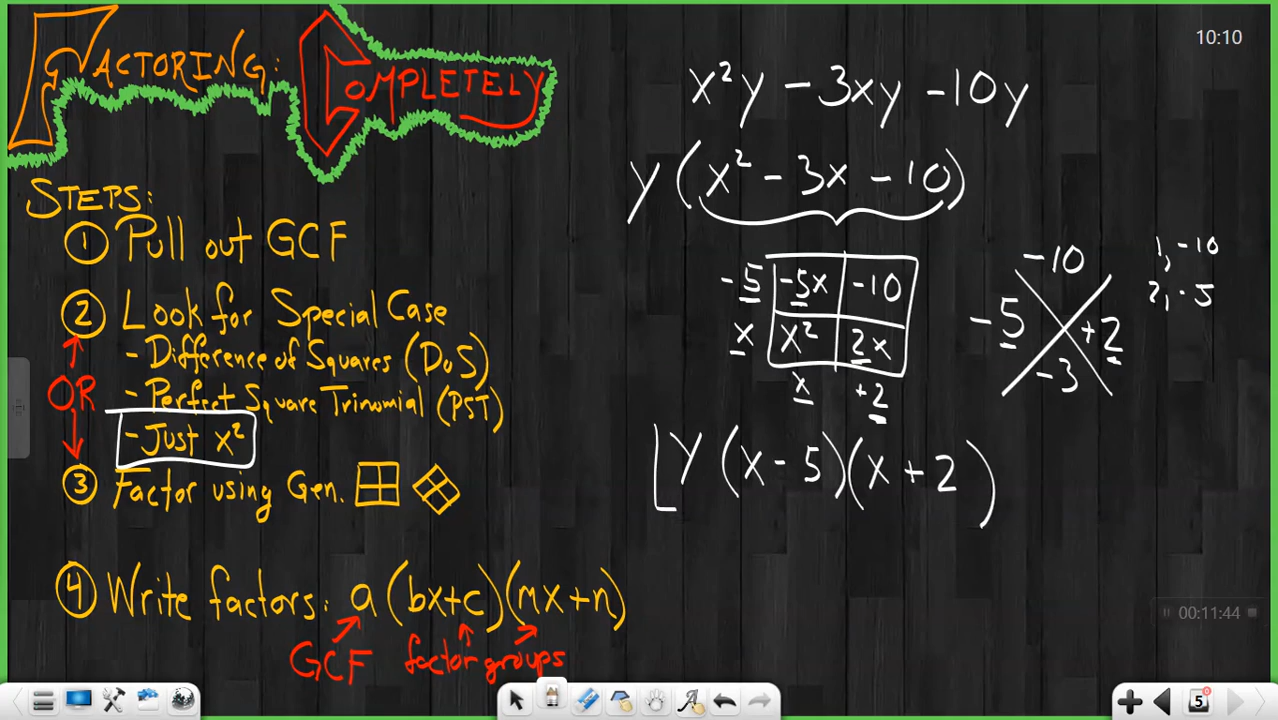 FACTORING: COMPLETELY
STEPS:
① Pull out GCF
② Look for Special Case
- Difference of Squares (DoS)
OR
- Perfect Square Trinomial (PST)
- Just x²
③ Factor using Gen.
④ Write factors: a(bx+c)(mx+n)
GCF factor groups
10:10
x²y - 3xy - 10y
y(x² - 3x - 10)
-5 -5x -10
x x² 2x
x +2
-10
-5 +2
-3
1, -10
2, -5
y(x - 5)(x + 2)
00:11:44
5
0